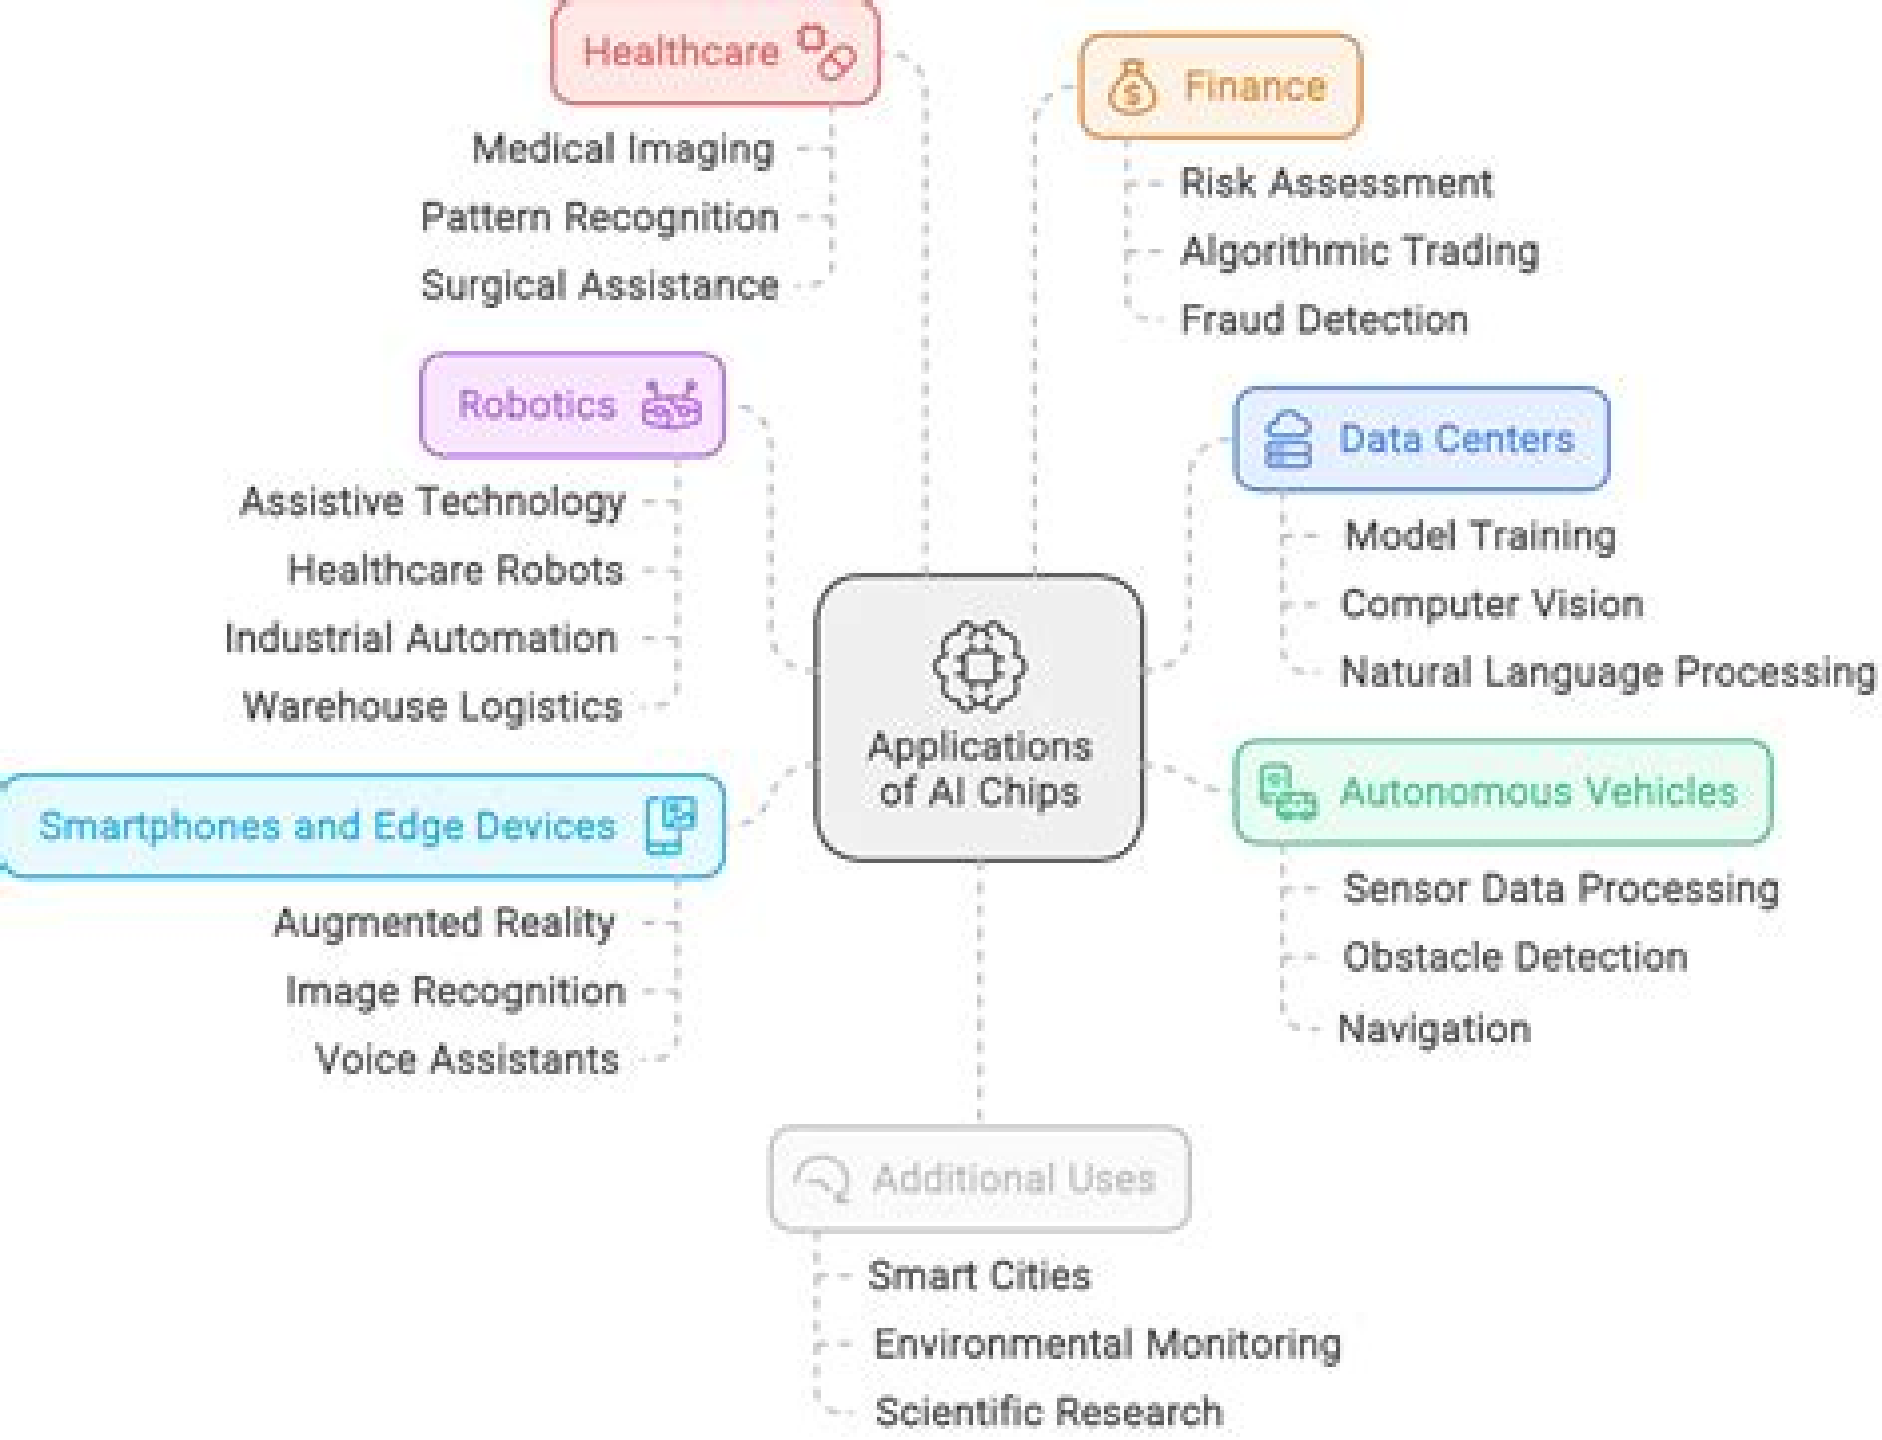 Healthcare
Medical Imaging
Pattern Recognition
Surgical Assistance
Finance
Risk Assessment
Algorithmic Trading
Fraud Detection
Robotics
Assistive Technology
Healthcare Robots
Industrial Automation
Warehouse Logistics
Data Centers
Model Training
Computer Vision
Natural Language Processing
Applications
of AI Chips
Smartphones and Edge Devices
Augmented Reality
Image Recognition
Voice Assistants
Autonomous Vehicles
Sensor Data Processing
Obstacle Detection
Navigation
Additional Uses
Smart Cities
Environmental Monitoring
Scientific Research